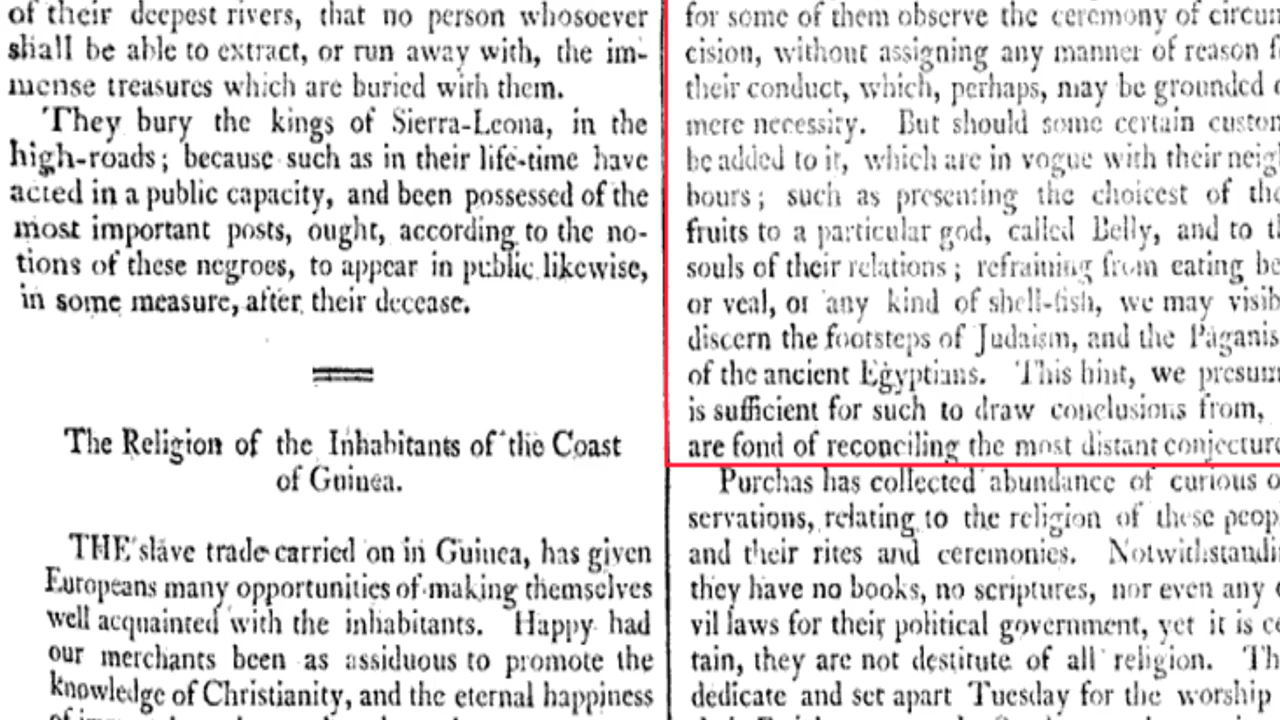 of their deepest rivers, that no person whosoever
shall be able to extract, or run away with, the im-
mense treasures which are buried with them.
They bury the kings of Sierra-Leona, in the
high-roads; because such as in their life-time have
acted in a public capacity, and been possessed of the
most important posts, ought, according to the no-
tions of these negroes, to appear in public likewise,
in some measure, after their decease.
The Religion of the Inhabitants of the Coast
of Guinea.
THE slave trade carried on in Guinea, has given
Europeans many opportunities of making themselves
well acquainted with the inhabitants. Happy had
our merchants been as assiduous to promote the
knowledge of Christianity, and the eternal happiness
for some of them observe the ceremony of circum
cision, without assigning any manner of reason f
their conduct, which, perhaps, may be grounded o
mere necessity. But should some certain custom
be added to it, which are in vogue with their neigh
bours; such as presenting the choicest of the
fruits to a particular god, called Belly, and to th
souls of their relations; refraining from eating be
or veal, or any kind of shell-fish, we may visib
discern the footsteps of Judaism, and the Paganis
of the ancient Egyptians. This hint, we presum
is sufficient for such to draw conclusions from,
are fond of reconciling the most distant conjecture
Purchas has collected abundance of curious o
servations, relating to the religion of these peop
and their rites and ceremonies. Notwithstandi
they have no books, no scriptures, nor even any c
vil laws for their political government, yet it is ce
tain, they are not destitute of all religion. Th
dedicate and set apart Tuesday for the worship